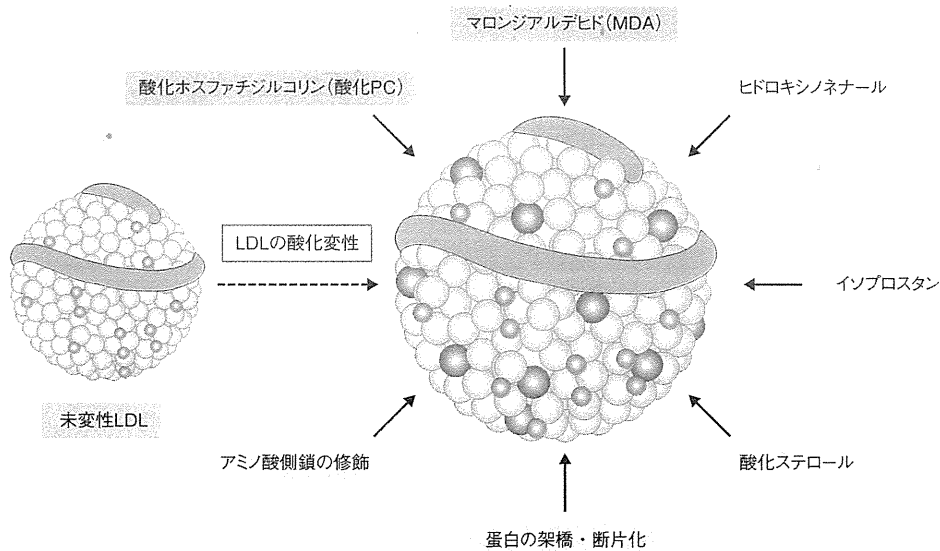 マロンジアルデヒド（MDA）
酸化ホスファチジルコリン（酸化PC）
ヒドロキシノネナール
LDLの酸化変性
イソプロスタン
未変性LDL
アミノ酸側鎖の修飾
酸化ステロール
蛋白の架橋・断片化